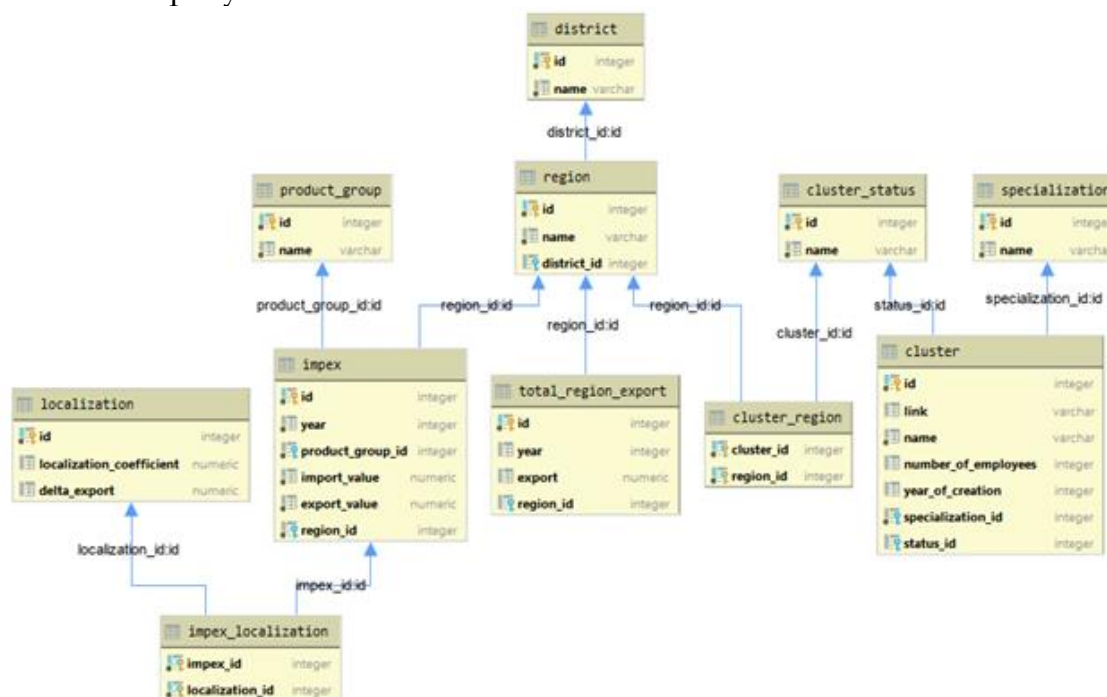 district
id integer
name varchar
district_id:id
region
id integer
name varchar
district_id integer
product_group
id integer
name varchar
cluster_status
id integer
name varchar
specialization
id
name
product_group_id:id
region_id:id
region_id:id
region_id:id
cluster_id:id
status_id:id
specialization_id:id
impex
id integer
year integer
product_group_id integer
import_value numeric
export_value numeric
region_id integer
total_region_export
id integer
year integer
export numeric
region_id integer
cluster_region
cluster_id integer
region_id integer
cluster
id integer
link varchar
name varchar
number_of_employees integer
year_of_creation integer
specialization_id integer
status_id integer
localization
id integer
localization_coefficient numeric
delta_export numeric
localization_id:id
impex_id:id
impex_localization
impex_id integer
localization_id integer